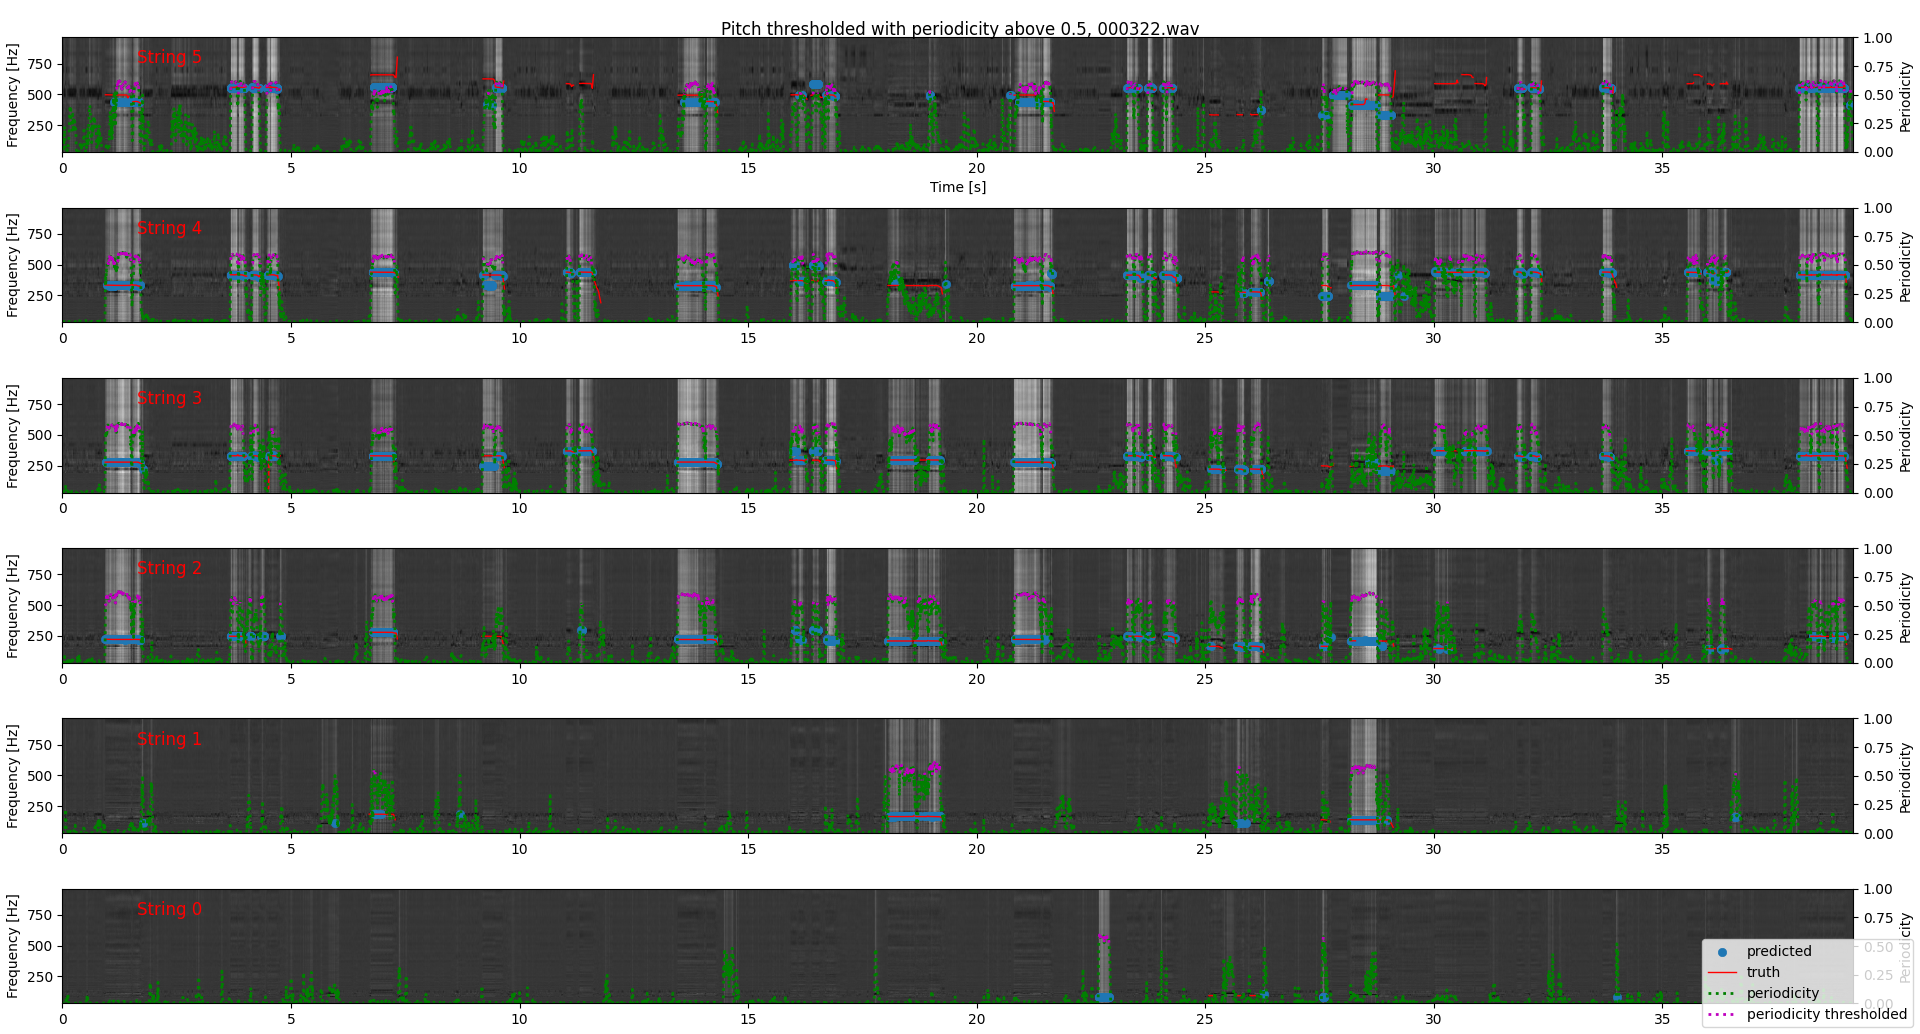 Pitch thresholded with periodicity above 0.5, 000322.wav
String 5
Frequency [Hz]
750
500
250
1.00
0.75
0.50
0.25
0.00
Periodicity
0 5 10 15 20 25 30 35
Time [s]
String 4
Frequency [Hz]
750
500
250
1.00
0.75
0.50
0.25
0.00
Periodicity
0 5 10 15 20 25 30 35
String 3
Frequency [Hz]
750
500
250
1.00
0.75
0.50
0.25
0.00
Periodicity
0 5 10 15 20 25 30 35
String 2
Frequency [Hz]
750
500
250
1.00
0.75
0.50
0.25
0.00
Periodicity
0 5 10 15 20 25 30 35
String 1
Frequency [Hz]
750
500
250
1.00
0.75
0.50
0.25
0.00
Periodicity
0 5 10 15 20 25 30 35
String 0
Frequency [Hz]
750
500
250
1.00
0.75
0.50
0.25
0.00
Periodicity
0 5 10 15 20 25 30 35
predicted
truth
periodicity
periodicity thresholded